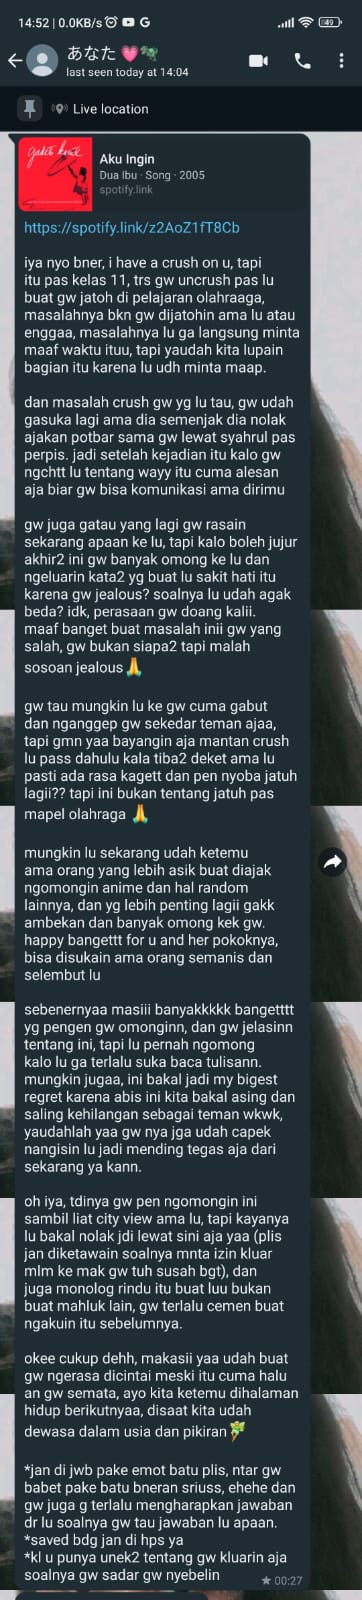 14:52 | 0.0KB/s
G
49
あなた
last seen today at 14:04
Live location
gadis kecil
Aku Ingin
Dua Ibu · Song · 2005
spotify.link
https://spotify.link/z2AoZ1fT8Cb
iya nyo bner, i have a crush on u, tapi
itu pas kelas 11, trs gw uncrush pas lu
buat gw jatoh di pelajaran olahraaga,
masalahnya bkn gw dijatohin ama lu atau
enggaa, masalahnya lu ga langsung minta
maaf waktu ituu, tapi yaudah kita lupain
bagian itu karena lu udh minta maap.
dan masalah crush gw yg lu tau, gw udah
gasuka lagi ama dia semenjak dia nolak
ajakan potbar sama gw lewat syahrul pas
perpis. jadi setelah kejadian itu kalo gw
ngchtt lu tentang wayy itu cuma alesan
aja biar gw bisa komunikasi ama dirimu
gw juga gatau yang lagi gw rasain
sekarang apaan ke lu, tapi kalo boleh jujur
akhir2 ini gw banyak omong ke lu dan
ngeluarin kata2 yg buat lu sakit hati itu
karena gw jealous? soalnya lu udah agak
beda? idk, perasaan gw doang kalii.
maaf banget buat masalah inii gw yang
salah, gw bukan siapa2 tapi malah
sosoan jealous🙏
gw tau mungkin lu ke gw cuma gabut
dan nganggep gw sekedar teman ajaa,
tapi gmn yaa bayangin aja mantan crush
lu pass dahulu kala tiba2 deket ama lu
pasti ada rasa kagett dan pen nyoba jatuh
lagii?? tapi ini bukan tentang jatuh pas
mapel olahraga 🙏
mungkin lu sekarang udah ketemu
ama orang yang lebih asik buat diajak
ngomongin anime dan hal random
lainnya, dan yg lebih penting lagii gakk
ambekan dan banyak omong kek gw.
happy bangettt for u and her pokoknya,
bisa disukain ama orang semanis dan
selembut lu
sebenernyaa masiii banyakkkkk bangetttt
yg pengen gw omonginn, dan gw jelasinn
tentang ini, tapi lu pernah ngomong
kalo lu ga terlalu suka baca tulisann.
mungkin jugaa, ini bakal jadi my bigest
regret karena abis ini kita bakal asing dan
saling kehilangan sebagai teman wkwk,
yaudahlah yaa gw nya jga udah capek
nangisin lu jadi mending tegas aja dari
sekarang ya kann.
oh iya, tdinya gw pen ngomongin ini
sambil liat city view ama lu, tapi kayanya
lu bakal nolak jdi lewat sini aja yaa (plis
jan diketawain soalnya mnta izin kluar
mlm ke mak gw tuh susah bgt), dan
juga monolog rindu itu buat luu bukan
buat mahluk lain, gw terlalu cemen buat
ngakuin itu sebelumnya.
okee cukup dehh, makasii yaa udah buat
gw ngerasa dicintai meski itu cuma halu
an gw semata, ayo kita ketemu dihalaman
hidup berikutnyaa, disaat kita udah
dewasa dalam usia dan pikiran
*jan di jwb pake emot batu plis, ntar gw
babet pake batu bneran sriuss, ehehe dan
gw juga g terlalu mengharapkan jawaban
dr lu soalnya gw tau jawaban lu apaan.
*saved bdg jan di hps ya
*kl u punya unek2 tentang gw kluarin aja
soalnya gw sadar gw nyebelin
★ 00:27